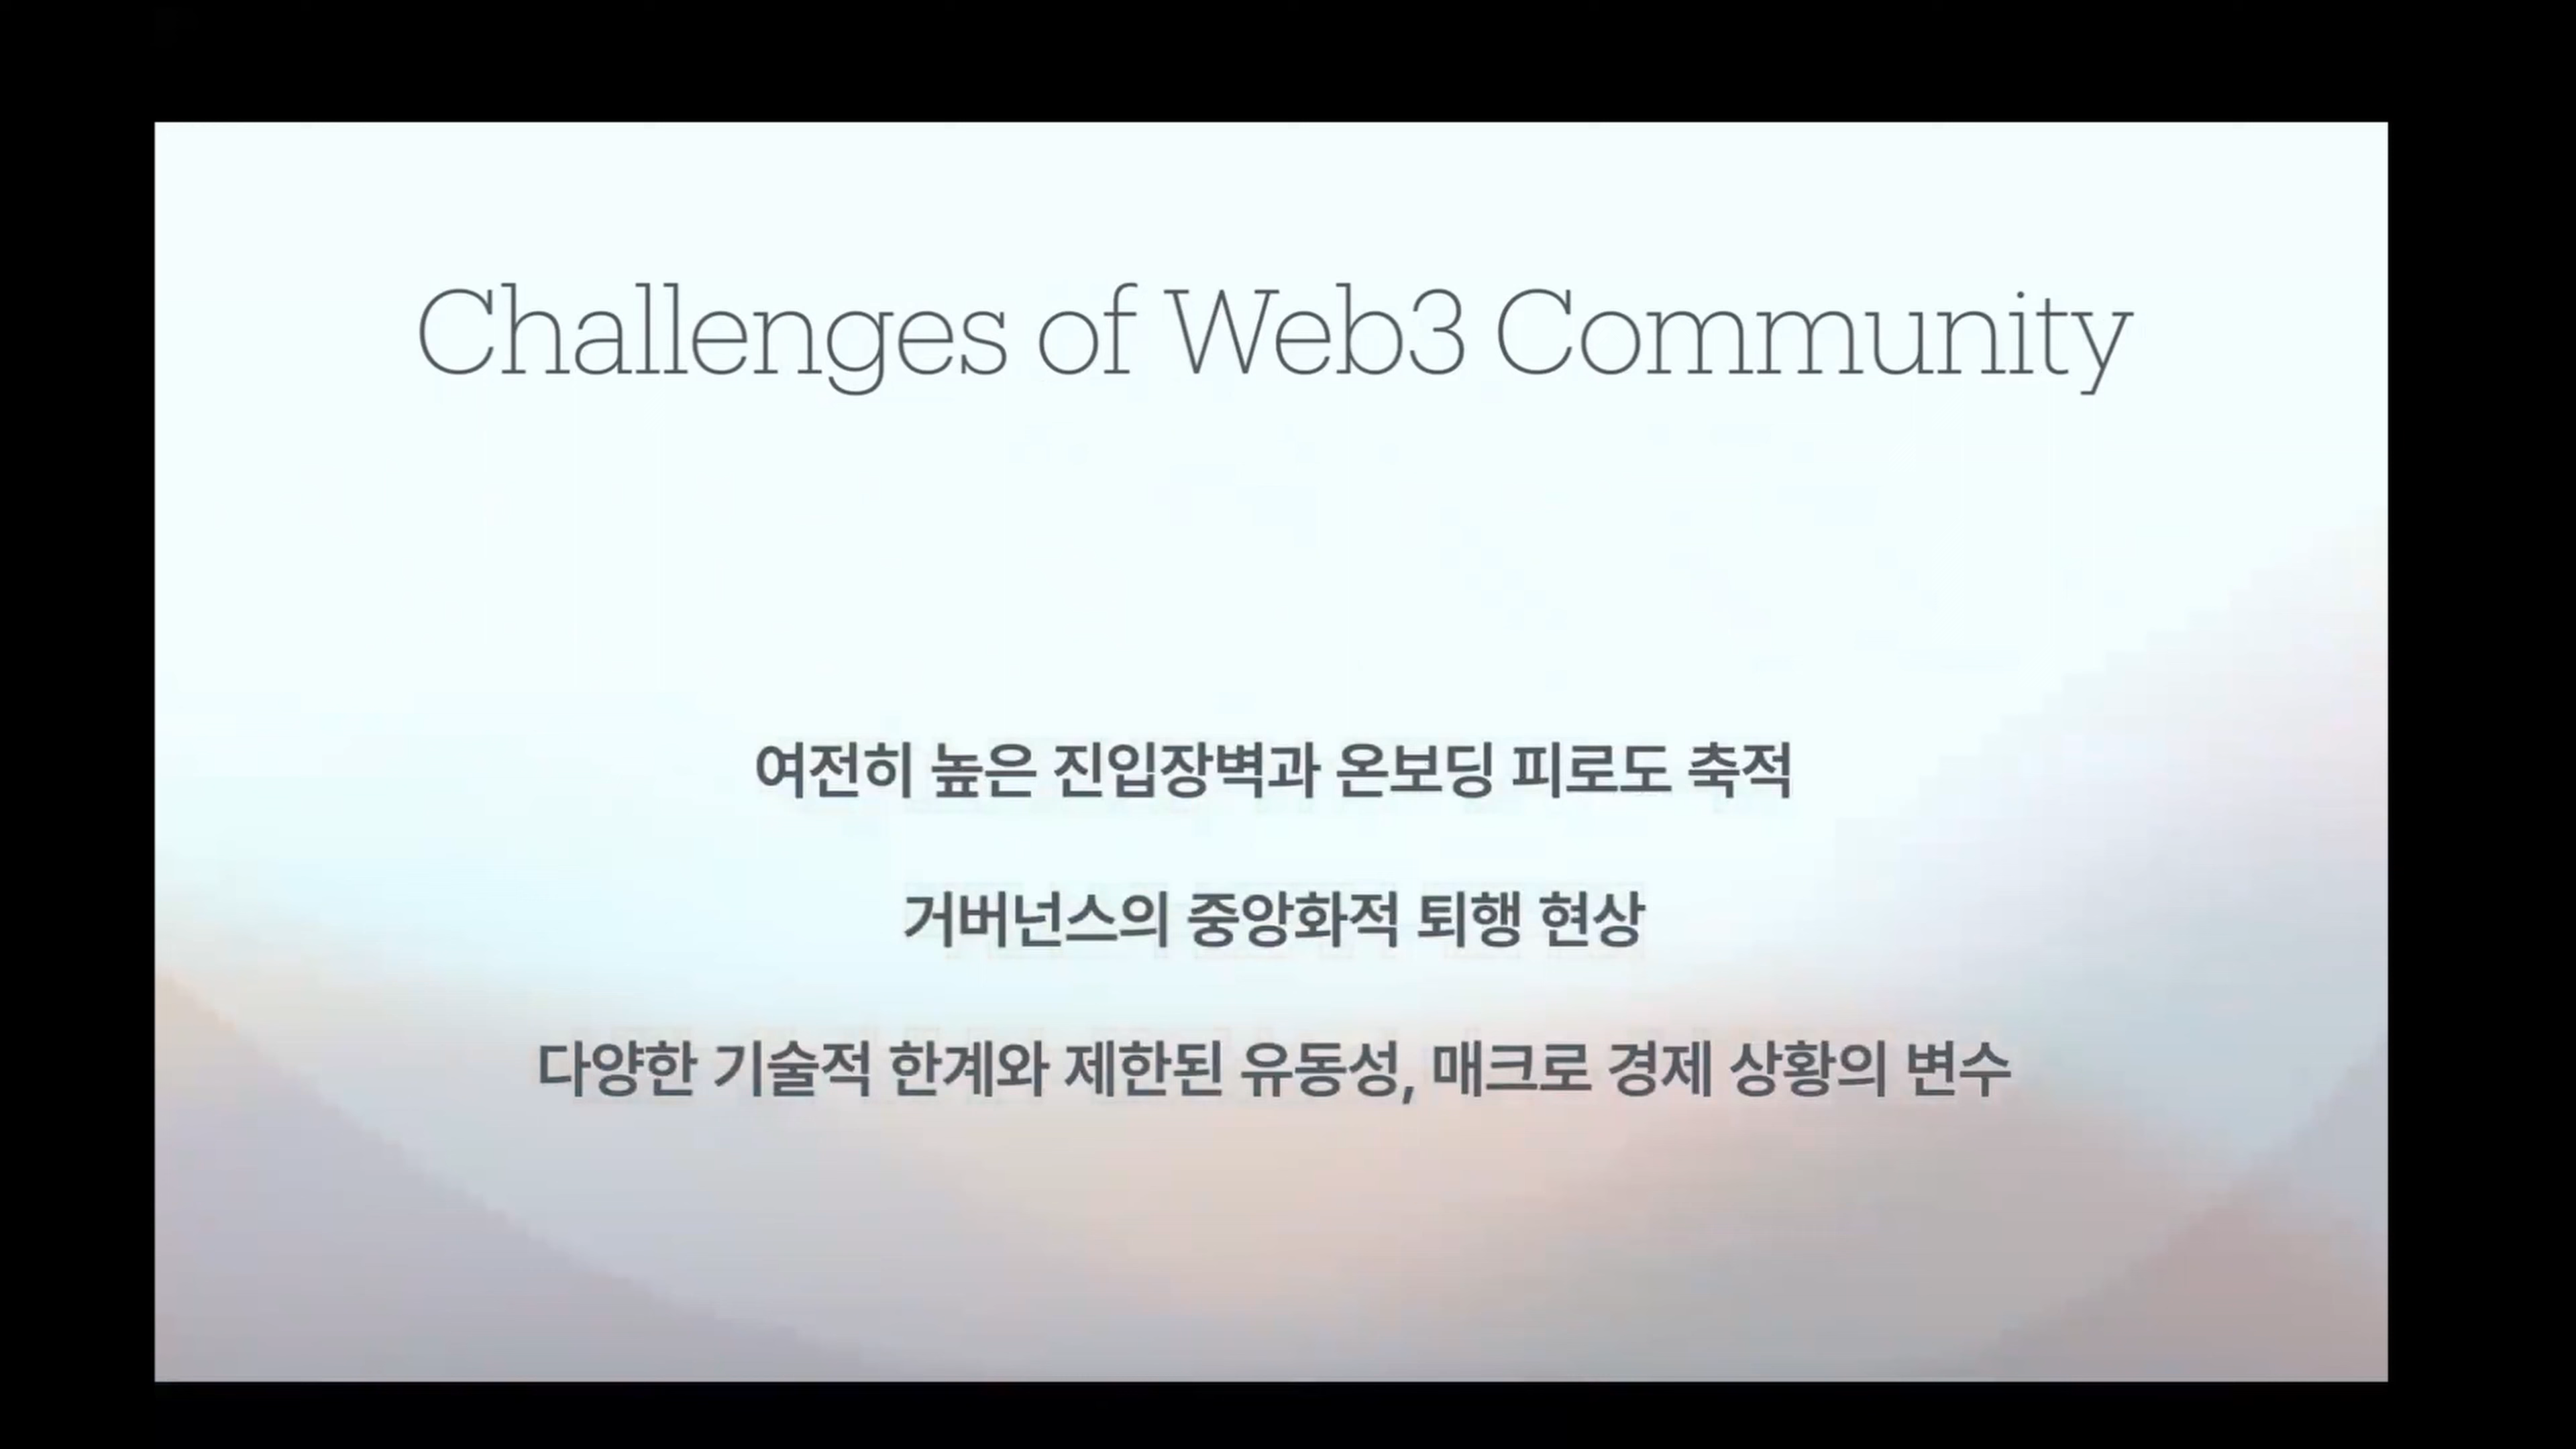 Challenges of Web3 Community
여전히 높은 진입장벽과 온보딩 피로도 축적
거버넌스의 중앙화적 퇴행 현상
다양한 기술적 한계와 제한된 유동성, 매크로 경제 상황의 변수